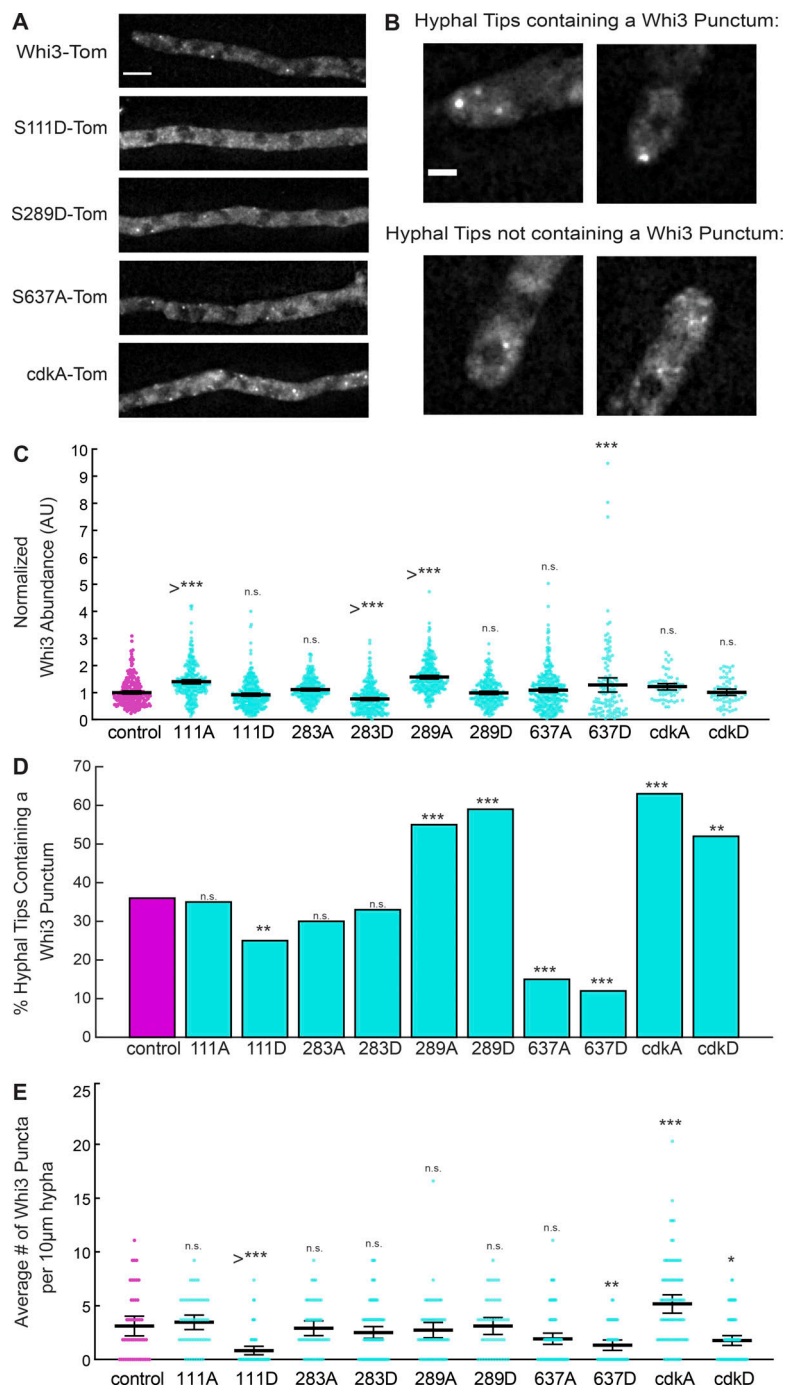 A
Whi3-Tom
S111D-Tom
S289D-Tom
S637A-Tom
cdkA-Tom
B
Hyphal Tips containing a Whi3 Punctum:
Hyphal Tips not containing a Whi3 Punctum:
C
Normalized
Whi3 Abundance (AU)
10
9
8
7
6
5
4
3
2
1
0
>***
n.s.
n.s.
>***
>***
n.s.
n.s.
***
n.s.
n.s.
control 111A 111D 283A 283D 289A 289D 637A 637D cdkA cdkD
D
% Hyphal Tips Containing a
Whi3 Punctum
70
60
50
40
30
20
10
0
n.s.
**
n.s.
n.s.
***
***
***
***
***
**
control 111A 111D 283A 283D 289A 289D 637A 637D cdkA cdkD
E
Average # of Whi3 Puncta
per 10µm hypha
25
20
15
10
5
0
n.s.
>***
n.s.
n.s.
n.s.
n.s.
n.s.
**
***
*
control 111A 111D 283A 283D 289A 289D 637A 637D cdkA cdkD